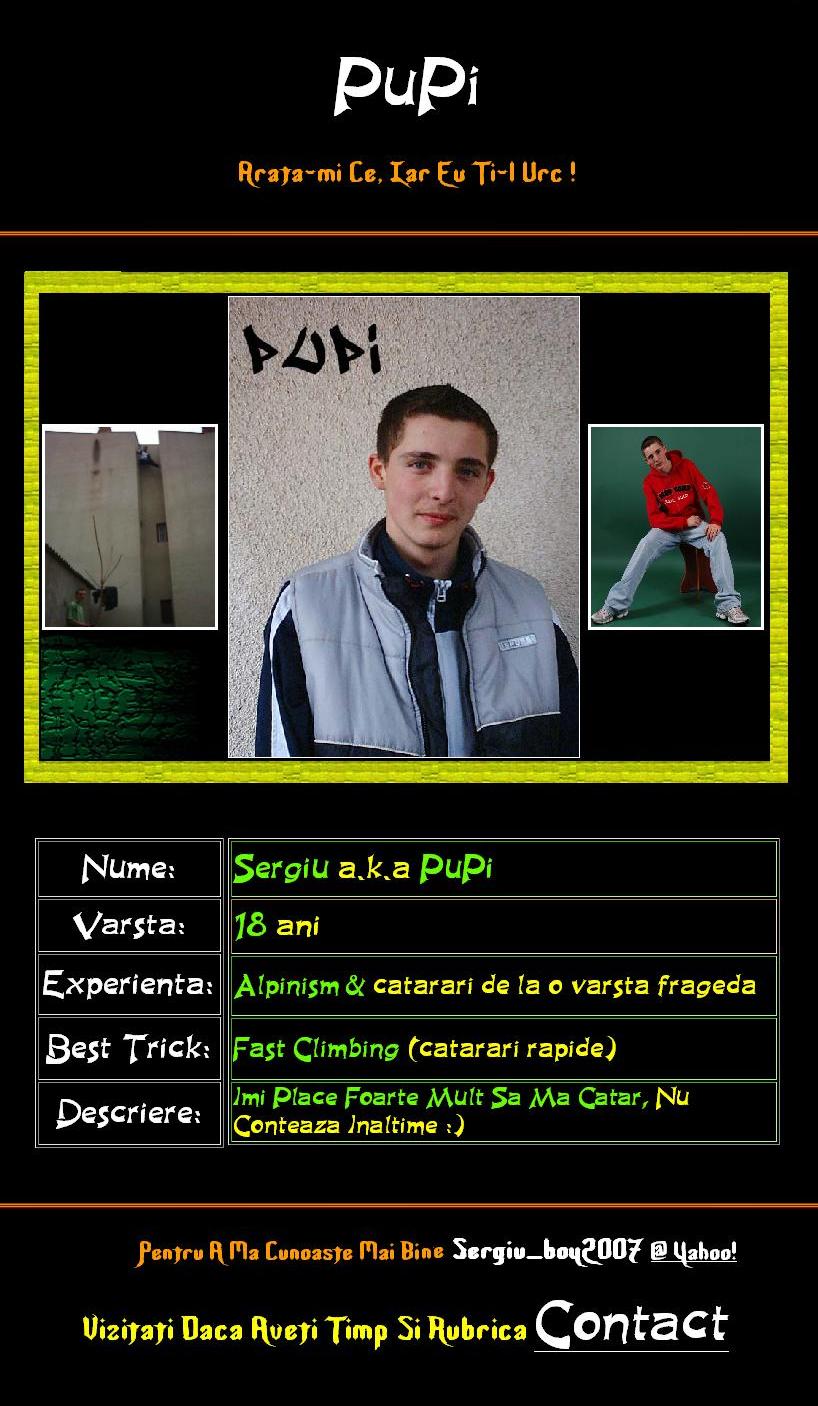 PuPi
Arata-mi Ce, Iar Eu Ti-l Urc !
PUPi
Nume:
Sergiu a.k.a PuPi
Varsta:
18 ani
Experienta:
Alpinism & catarari de la o varsta frageda
Best Trick:
Fast Climbing (catarari rapide)
Descriere:
Imi Place Foarte Mult Sa Ma Catar, Nu
Conteaza Inaltime :)
Pentru A Ma Cunoaste Mai Bine Sergiu_boy2007 @ Yahoo!
Vizitati Daca Aveti Timp Si Rubrica Contact